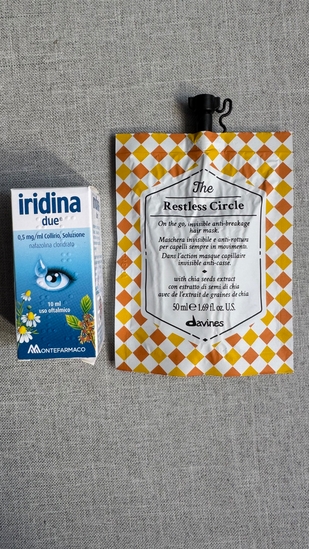 iridina
due®
0,5 mg/ml Collirio, Soluzione
nafazolina cloridrato
10 ml
uso oftalmico
MONTEFARMACO
The
Restless Circle
On the go, invisible anti-breakage
hair mask.
Maschera invisibile e anti-rottura
per capelli sempre in movimento.
Dans l'action masque capillaire
invisible anti-casse.
with chia seeds extract
con estratto di semi di chia
avec de l'extrait de graines de chia
50 ml ℮ 1.69 fl. oz. U.S.
davines